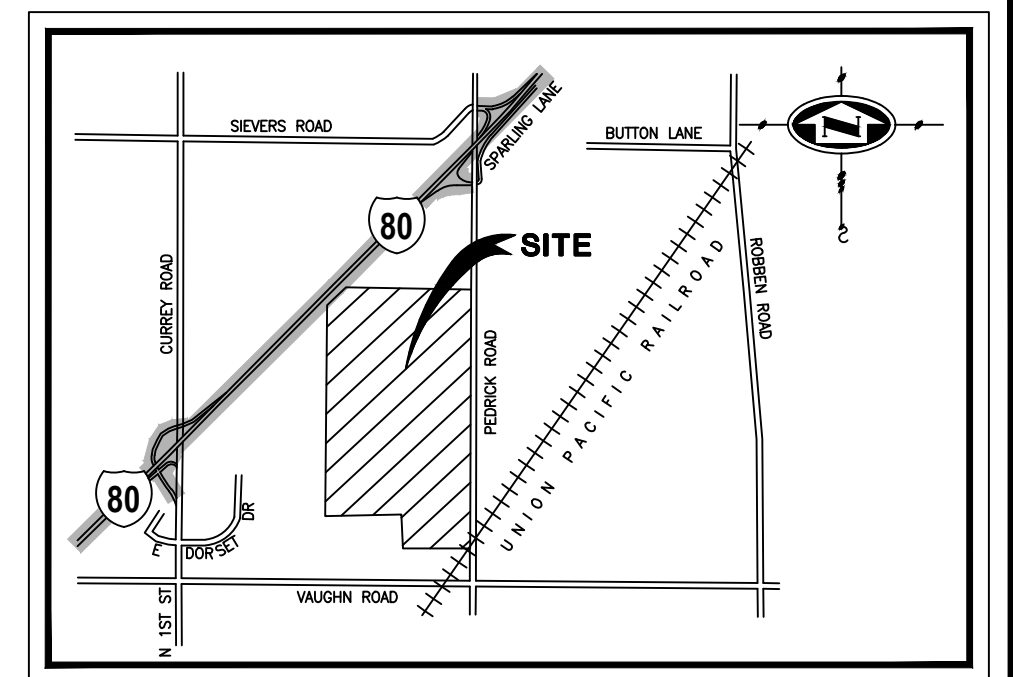 SIEVERS ROAD
SPARLING LANE
BUTTON LANE
N
80
SITE
CURREY ROAD
PEDRICK ROAD
ROBBEN ROAD
UNION PACIFIC RAILROAD
80
E DORSET DR
VAUGHN ROAD
N 1ST ST
S